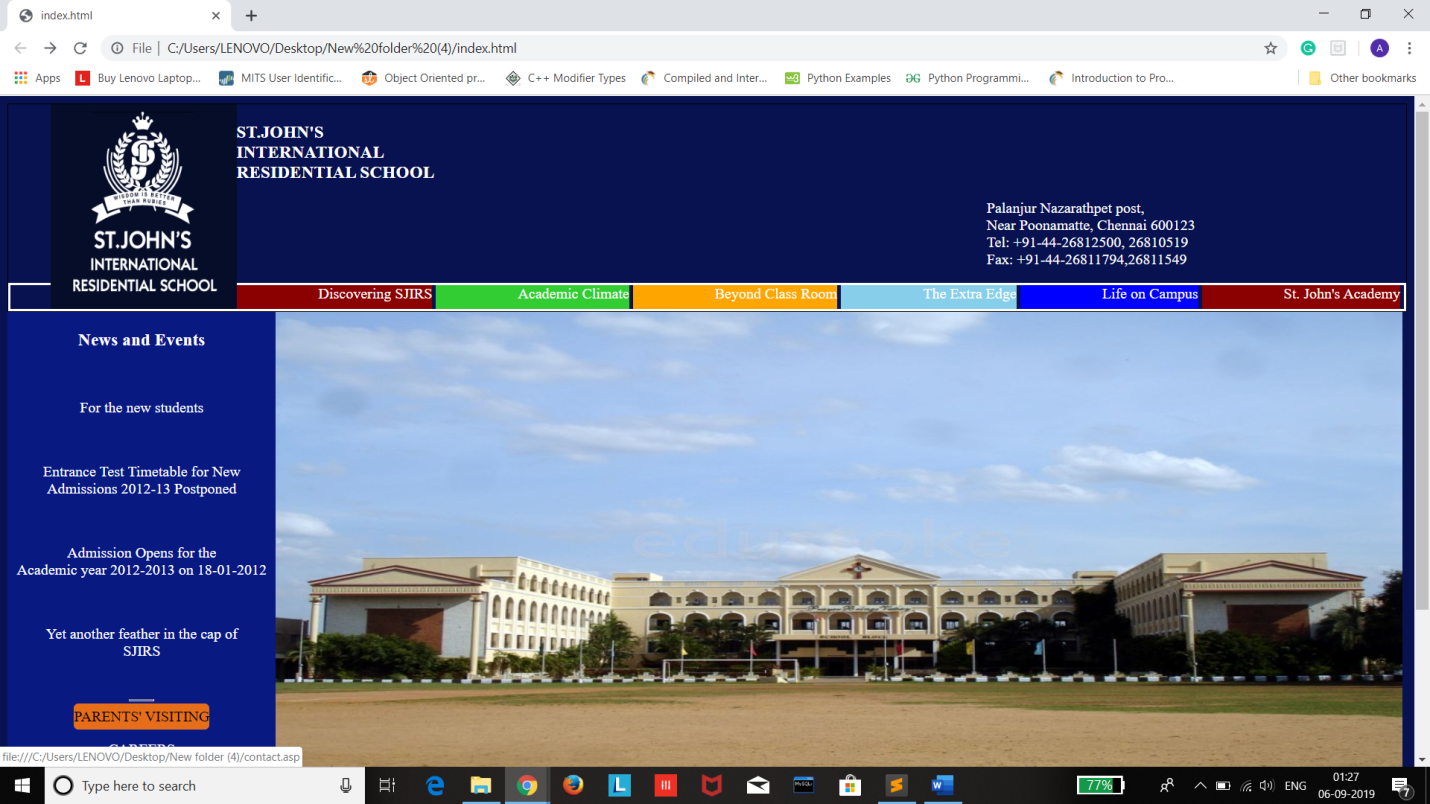 index.html
File | C:/Users/LENOVO/Desktop/New%20folder%20(4)/index.html
A
Apps
L
Buy Lenovo Laptop...
MITS User Identific...
Object Oriented pr...
C++ Modifier Types
Compiled and Inter...
Python Examples
Python Programmi...
Introduction to Pro...
Other bookmarks
WISDOM IS BETTER
THAN RUBIES
ST.JOHN'S
INTERNATIONAL
RESIDENTIAL SCHOOL
ST.JOHN'S
INTERNATIONAL
RESIDENTIAL SCHOOL
Palanjur Nazarathpet post,
Near Poonamatte, Chennai 600123
Tel: +91-44-26812500, 26810519
Fax: +91-44-26811794,26811549
Discovering SJIRS
Academic Climate
Beyond Class Room
The Extra Edge
Life on Campus
St. John's Academy
News and Events
For the new students
Entrance Test Timetable for New
Admissions 2012-13 Postponed
Admission Opens for the
Academic year 2012-2013 on 18-01-2012
Yet another feather in the cap of
SJIRS
PARENTS' VISITING
CAREERS
SCHOOL BLOCK
file:///C:/Users/LENOVO/Desktop/New folder (4)/contact.asp
Type here to search
77%
ENG
01:27
06-09-2019
7